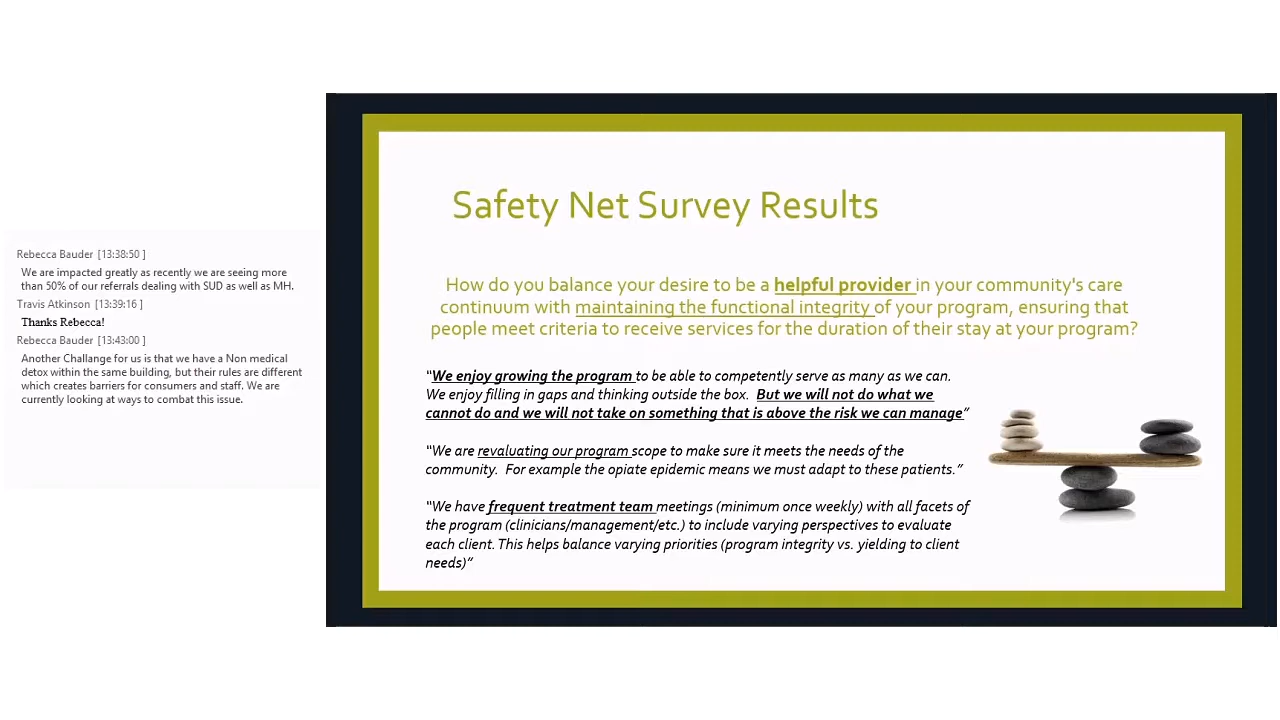 Rebecca Bauder [13:38:50 ]
We are impacted greatly as recently we are seeing more
than 50% of our referrals dealing with SUD as well as MH.
Travis Atkinson [13:39:16 ]
Thanks Rebecca!
Rebecca Bauder [13:43:00 ]
Another Challange for us is that we have a Non medical
detox within the same building, but their rules are different
which creates barriers for consumers and staff. We are
currently looking at ways to combat this issue.
Safety Net Survey Results
How do you balance your desire to be a helpful provider in your community's care
continuum with maintaining the functional integrity of your program, ensuring that
people meet criteria to receive services for the duration of their stay at your program?
“We enjoy growing the program to be able to competently serve as many as we can.
We enjoy filling in gaps and thinking outside the box. But we will not do what we
cannot do and we will not take on something that is above the risk we can manage”
“We are revaluating our program scope to make sure it meets the needs of the
community. For example the opiate epidemic means we must adapt to these patients.”
“We have frequent treatment team meetings (minimum once weekly) with all facets of
the program (clinicians/management/etc.) to include varying perspectives to evaluate
each client. This helps balance varying priorities (program integrity vs. yielding to client
needs)”